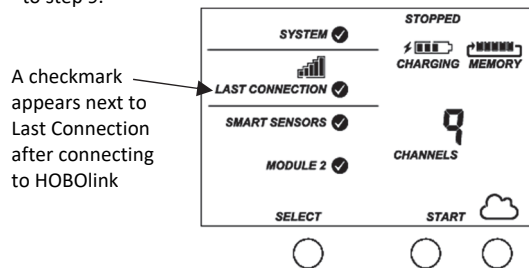 to step 9.
A checkmark
appears next to
Last Connection
after connecting
to HOBOlink
SYSTEM
LAST CONNECTION
SMART SENSORS
MODULE 2
SELECT
STOPPED
CHARGING MEMORY
9
CHANNELS
START